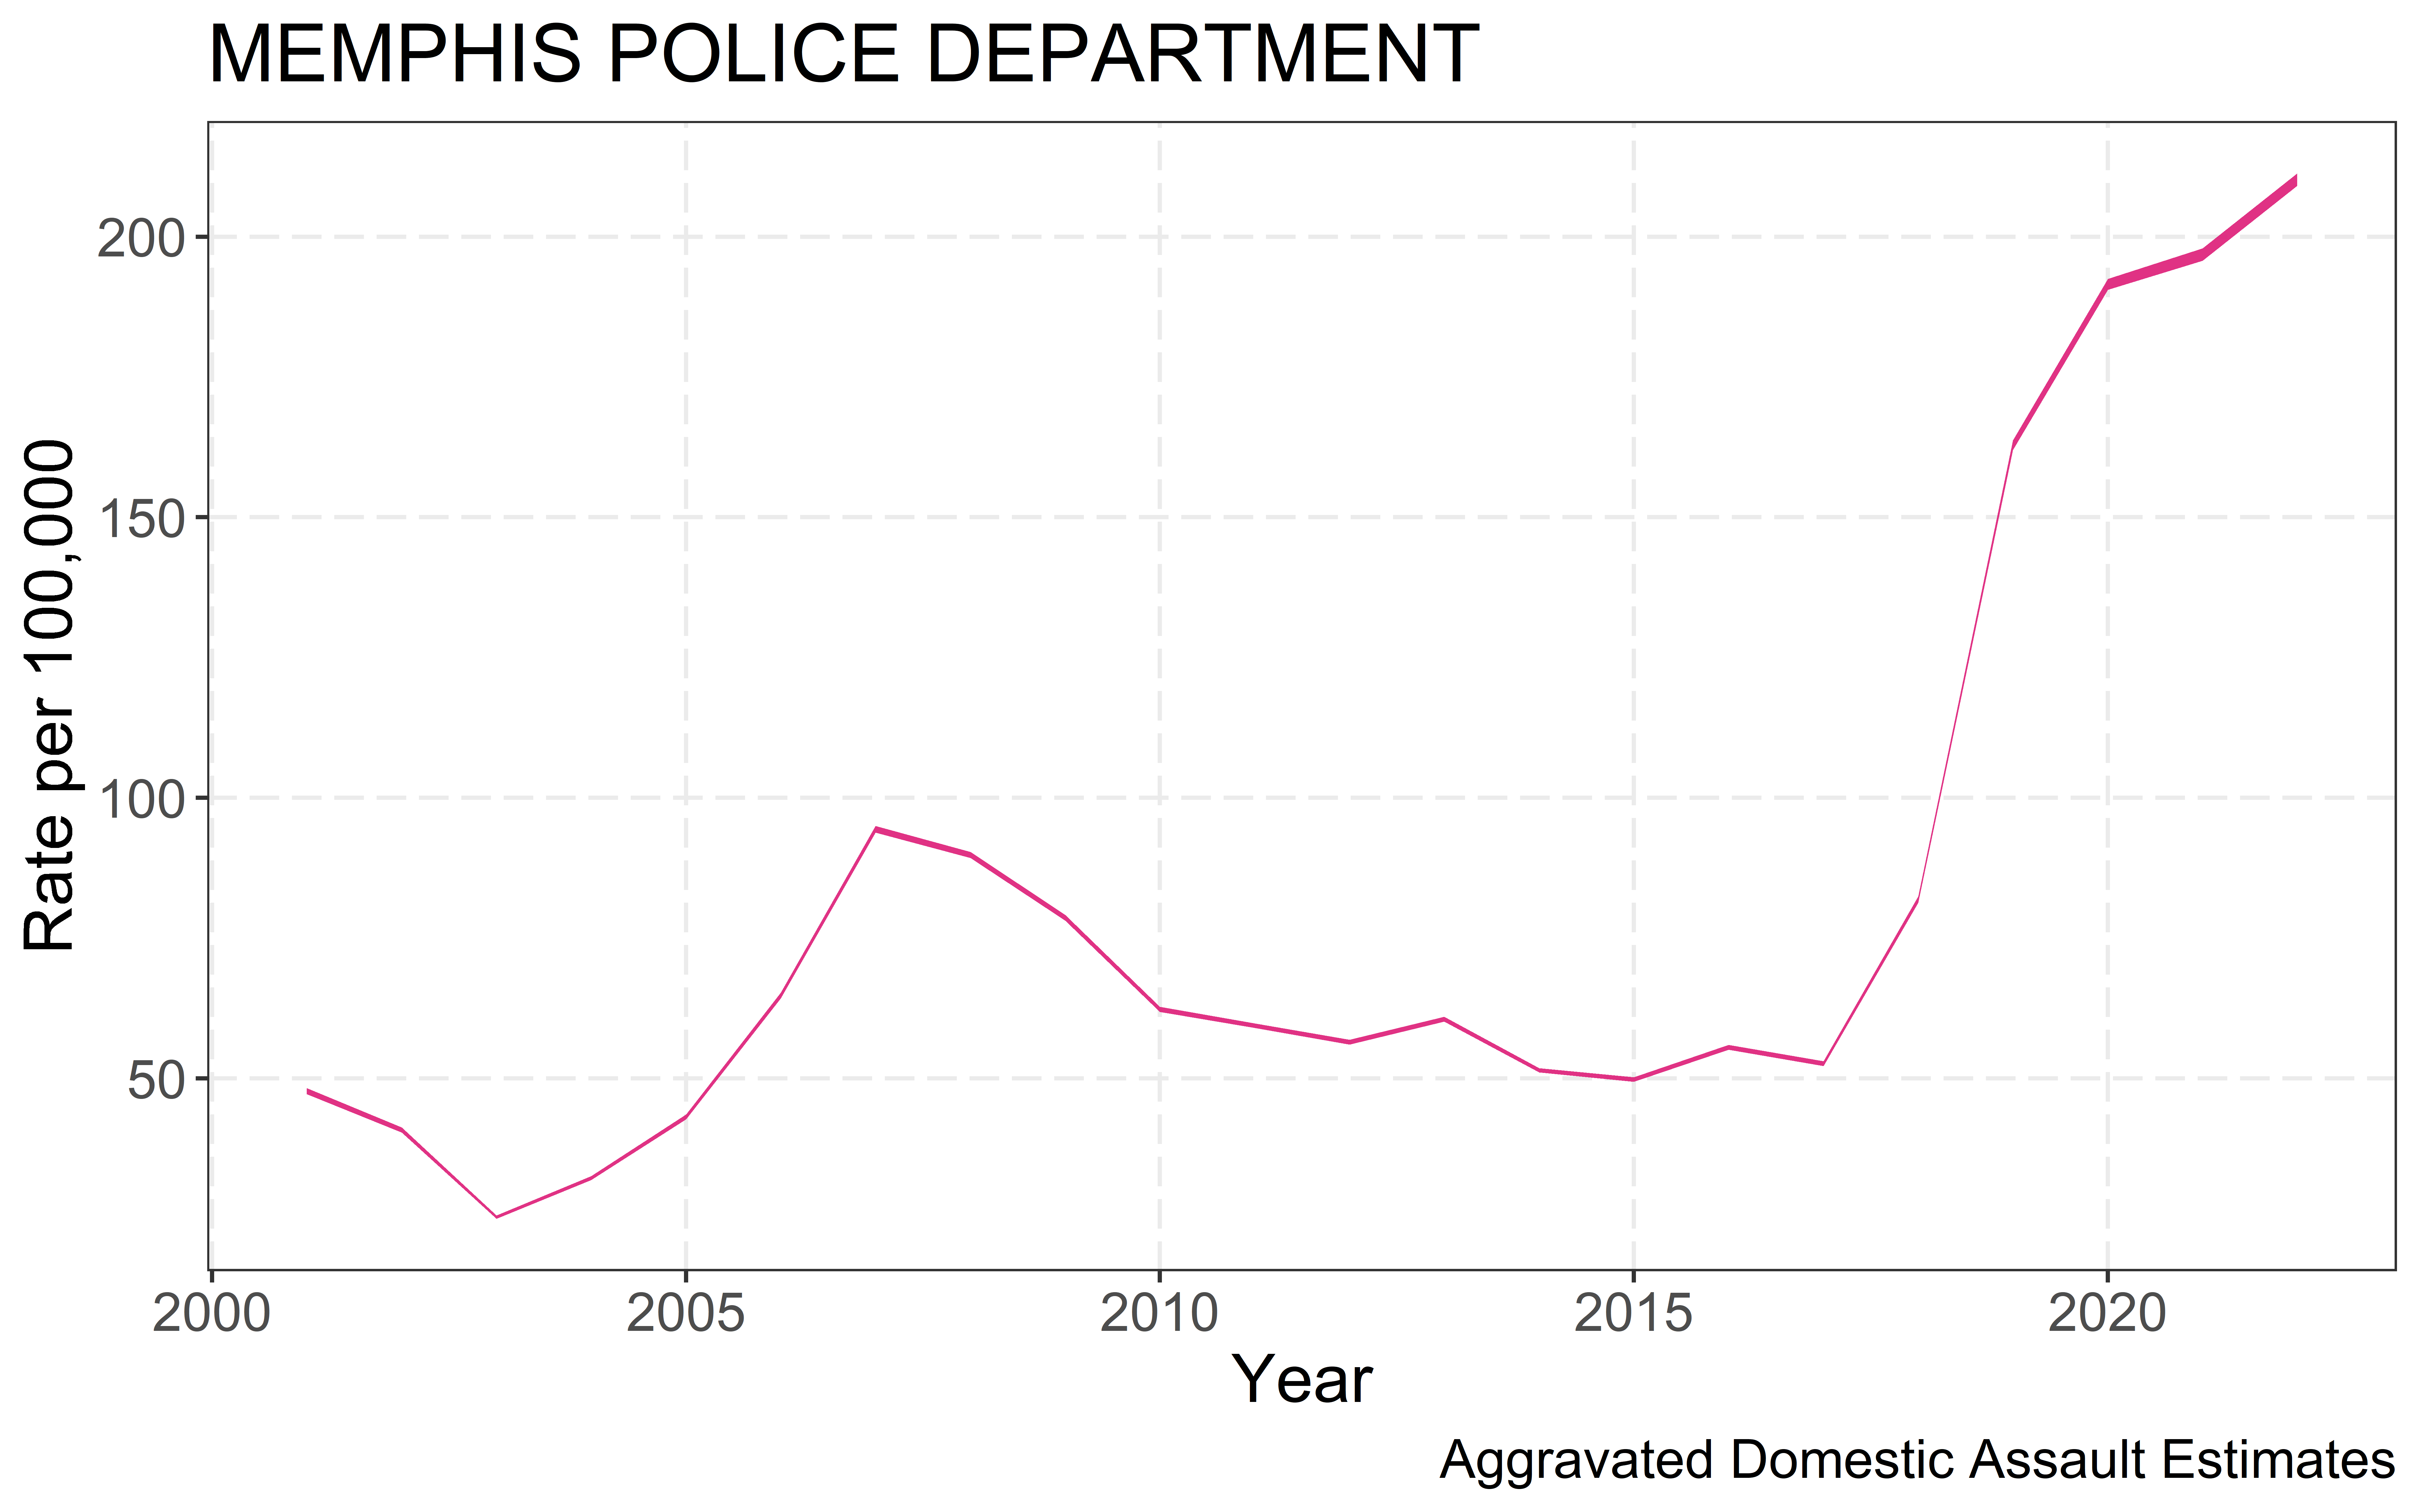 MEMPHIS POLICE DEPARTMENT
Rate per 100,000
200
150
100
50
2000 2005 2010 2015 2020
Year
Aggravated Domestic Assault Estimates